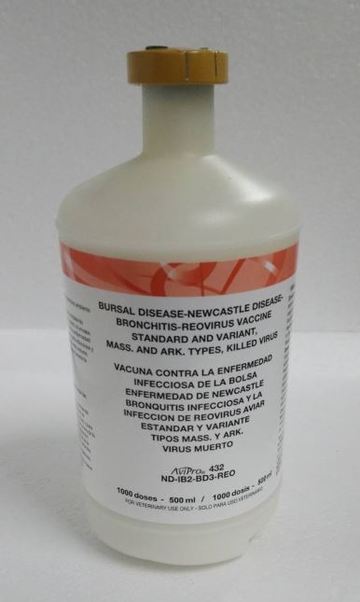 BURSAL DISEASE-NEWCASTLE DISEASE-
BRONCHITIS-REOVIRUS VACCINE
STANDARD AND VARIANT,
MASS. AND ARK. TYPES, KILLED VIRUS
VACUNA CONTRA LA ENFERMEDAD
INFECCIOSA DE LA BOLSA
ENFERMEDAD DE NEWCASTLE
BRONQUITIS INFECCIOSA Y LA
INFECCION DE REOVIRUS AVIAR
ESTANDAR Y VARIANTE
TIPOS MASS. Y ARK.
VIRUS MUERTO
AviPro® 432
ND-IB2-BD3-REO
1000 doses - 500 ml / 1000 dosis - 500 ml
FOR VETERINARY USE ONLY - SOLO PARA USO VETERINARIO